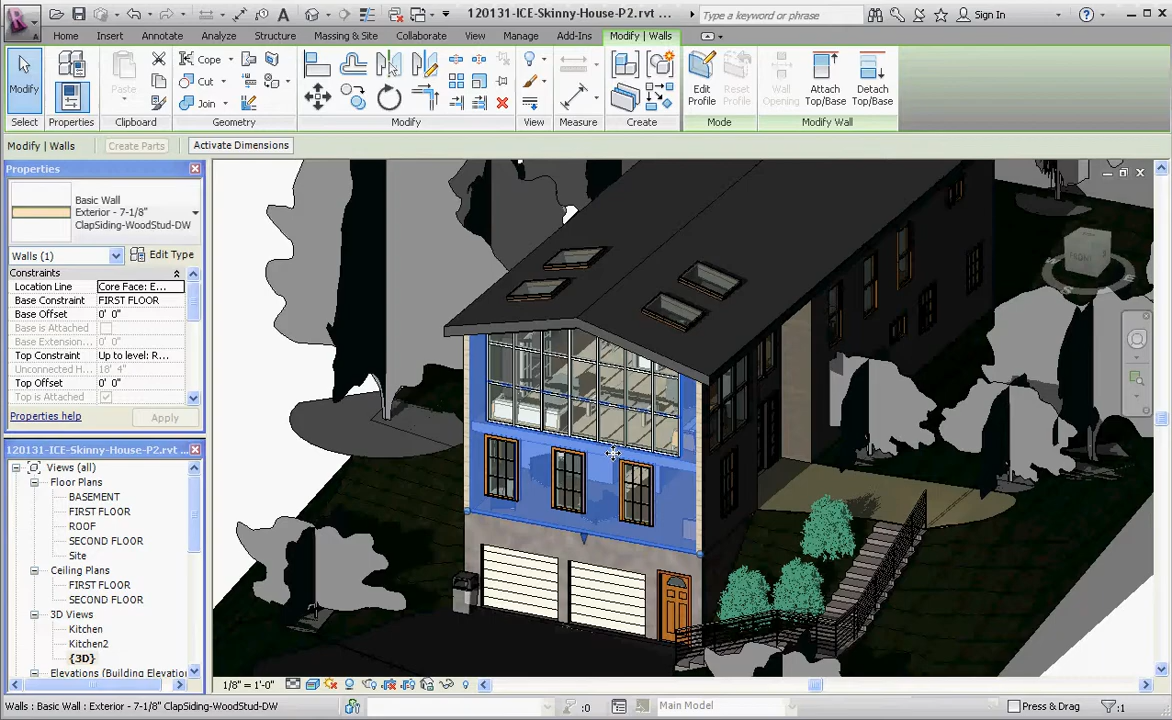 120131-ICE-Skinny-House-P2.rvt ...
Type a keyword or phrase
Sign In
Home
Insert
Annotate
Analyze
Structure
Massing & Site
Collaborate
View
Manage
Add-Ins
Modify | Walls
Modify
Paste
Cope
Cut
Join
Edit Profile
Reset Profile
Wall Opening
Attach Top/Base
Detach Top/Base
Select
Properties
Clipboard
Geometry
Modify
View
Measure
Create
Mode
Modify Wall
Modify | Walls
Create Parts
Activate Dimensions
Properties
Basic Wall
Exterior - 7-1/8"
ClapSiding-WoodStud-DW
Walls (1)
Edit Type
Constraints
Location Line
Core Face: E...
Base Constraint
FIRST FLOOR
Base Offset
0' 0"
Base is Attached
Base Extension...
0' 0"
Top Constraint
Up to level: R...
Unconnected H...
18' 4"
Top Offset
0' 0"
Top is Attached
Properties help
Apply
120131-ICE-Skinny-House-P2.rvt ...
Views (all)
Floor Plans
BASEMENT
FIRST FLOOR
ROOF
SECOND FLOOR
Site
Ceiling Plans
FIRST FLOOR
SECOND FLOOR
3D Views
Kitchen
Kitchen2
{3D}
Elevations (Building Elevatio
FRONT
S
1/8" = 1'-0"
Walls : Basic Wall : Exterior - 7-1/8" ClapSiding-WoodStud-DW
:0
Main Model
Press & Drag
:1